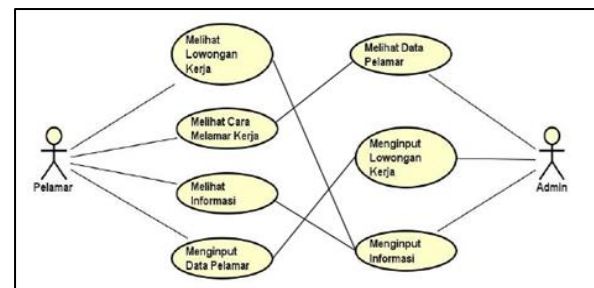 Melihat
Lowongan
Kerja
Melihat Data
Pelamar
Melihat Cara
Melamar Kerja
Menginput
Lowongan
Kerja
Pelamar
Admin
Melihat
Informasi
Menginput
Data Pelamar
Menginput
Informasi